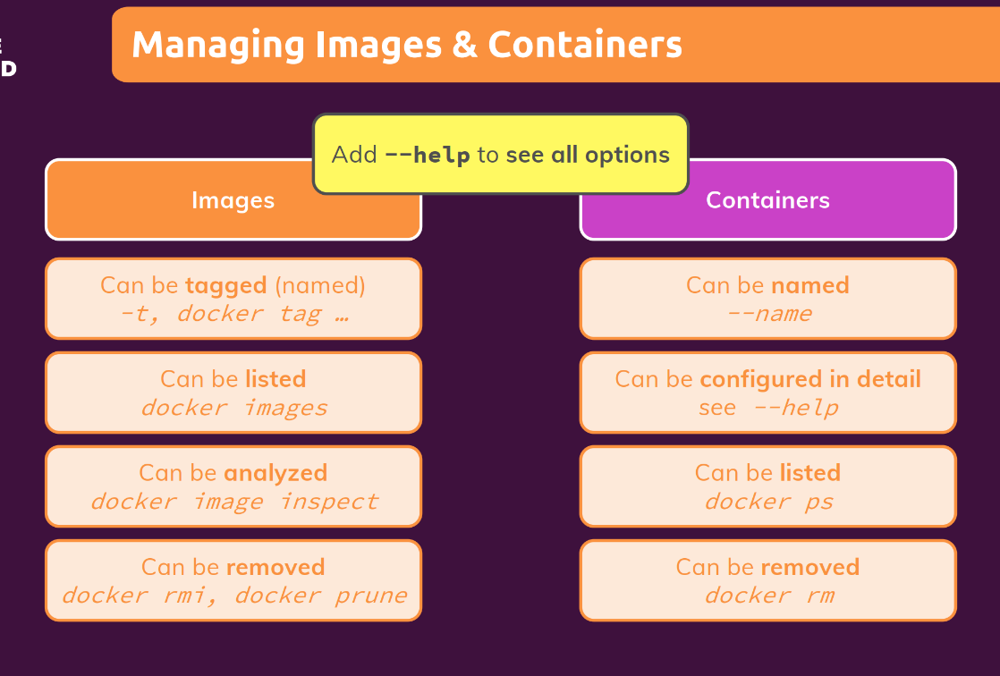 Managing Images & Containers
D
Add --help to see all options
Images
Can be tagged (named)
-t, docker tag …
Can be listed
docker images
Can be analyzed
docker image inspect
Can be removed
docker rmi, docker prune
Containers
Can be named
--name
Can be configured in detail
see --help
Can be listed
docker ps
Can be removed
docker rm